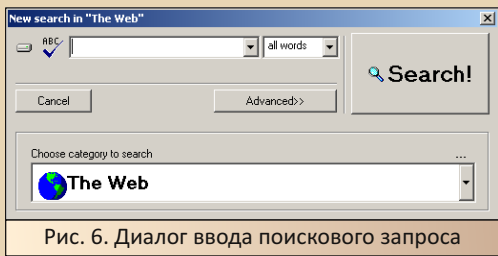 New search in "The Web"
ABC
all words
Search!
Cancel
Advanced>>
Choose category to search
...
The Web
Рис. 6. Диалог ввода поискового запроса